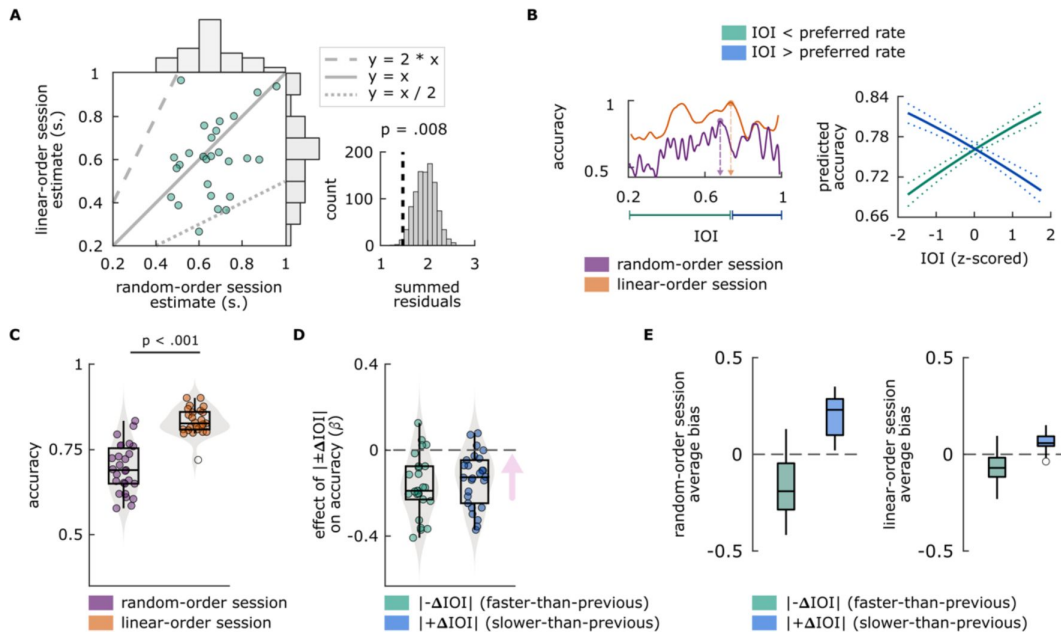 A
y = 2 * x
y = x
y = x / 2
linear-order session
estimate (s.)
1
0.8
0.6
0.4
0.2
0.2
0.4
0.6
0.8
1
random-order session
estimate (s.)
p = .008
count
200
100
0
1
2
3
summed
residuals
B
IOI < preferred rate
IOI > preferred rate
accuracy
1
0.5
0.2
0.6
1
IOI
random-order session
linear-order session
predicted
accuracy
0.84
0.78
0.72
0.66
-2
-1
0
1
2
IOI (z-scored)
C
p < .001
accuracy
1
0.75
0.5
random-order session
linear-order session
D
effect of |±ΔIOI|
on accuracy (β)
0.4
0
-0.4
|-ΔIOI| (faster-than-previous)
|+ΔIOI| (slower-than-previous)
E
random-order session
average bias
0.5
0
-0.5
linear-order session
average bias
0.5
0
-0.5
|-ΔIOI| (faster-than-previous)
|+ΔIOI| (slower-than-previous)